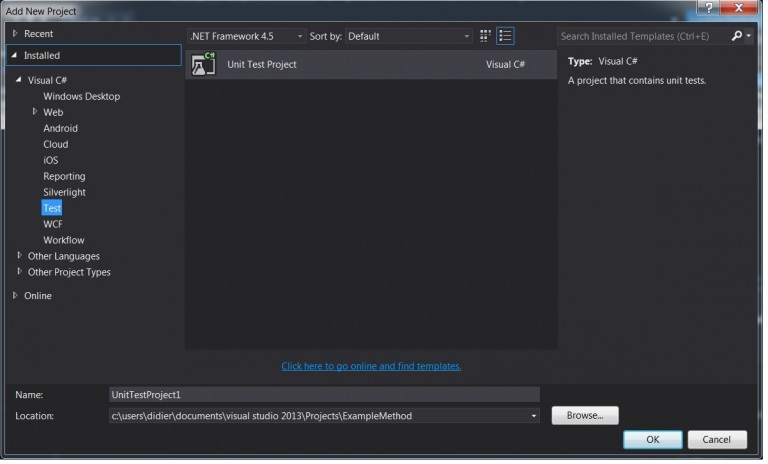 Add New Project
Recent
.NET Framework 4.5
Sort by: Default
Search Installed Templates (Ctrl+E)
Installed
Visual C#
Windows Desktop
Web
Android
Cloud
iOS
Reporting
Silverlight
Test
WCF
Workflow
Other Languages
Other Project Types
Online
C#
Unit Test Project
Visual C#
Type: Visual C#
A project that contains unit tests.
Click here to go online and find templates.
Name:
UnitTestProject1
Location:
c:\users\didier\documents\visual studio 2013\Projects\ExampleMethod
Browse...
OK
Cancel